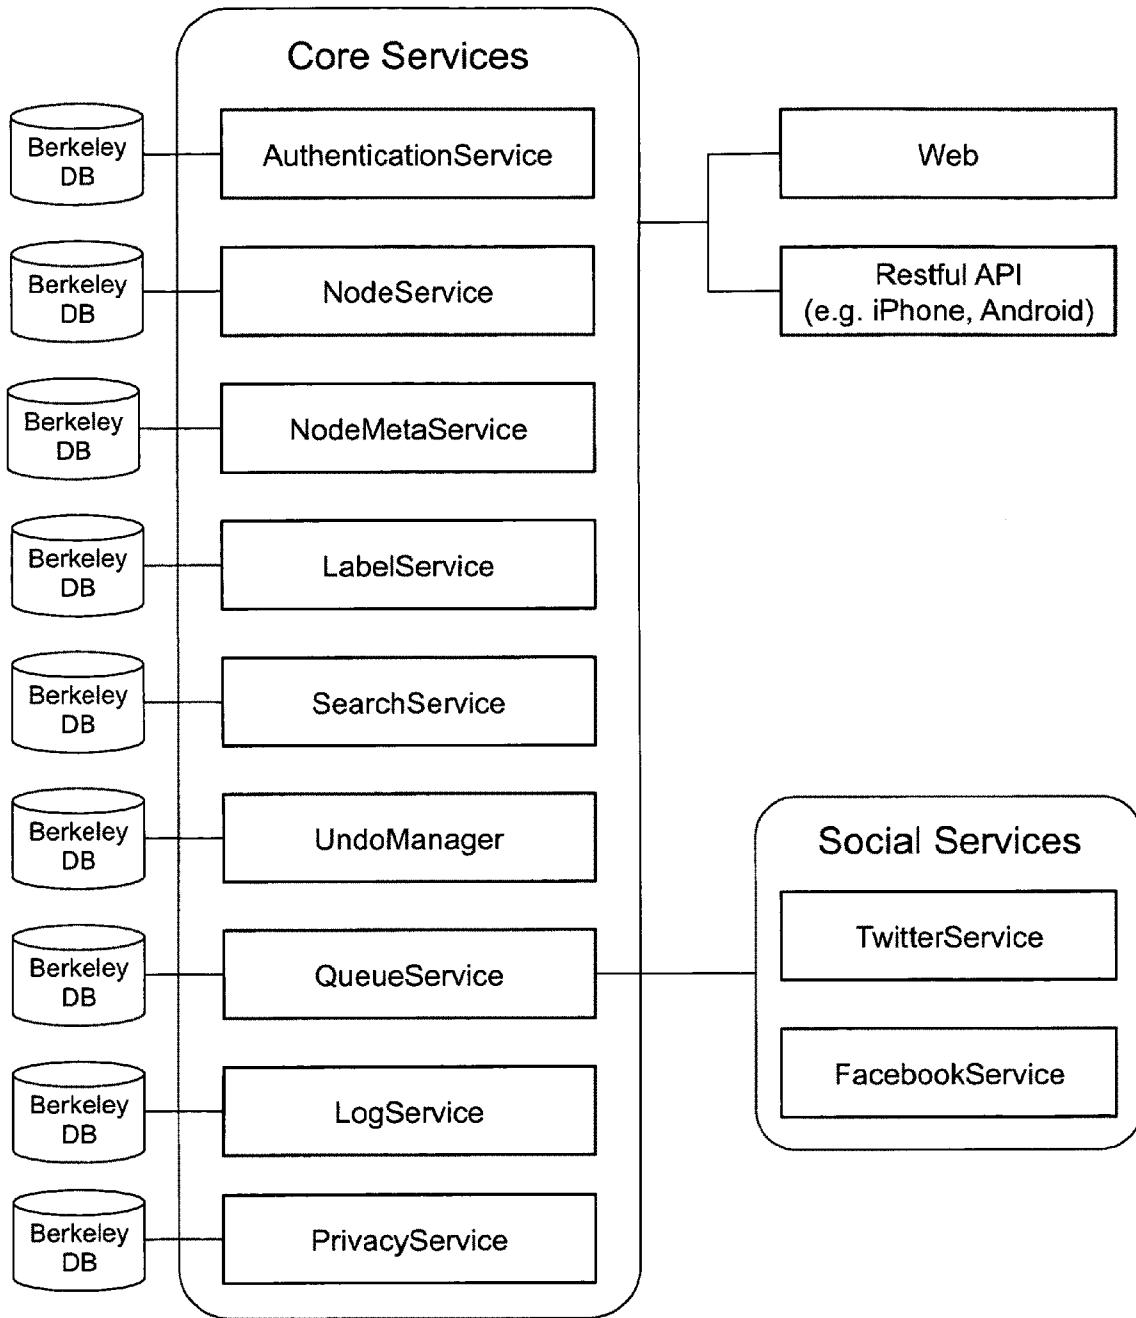 Core Services
Berkeley
DB
AuthenticationService
Web
Berkeley
DB
NodeService
Restful API
(e.g. iPhone, Android)
Berkeley
DB
NodeMetaService
Berkeley
DB
LabelService
Berkeley
DB
SearchService
Berkeley
DB
UndoManager
Social Services
Berkeley
DB
QueueService
TwitterService
Berkeley
DB
LogService
FacebookService
Berkeley
DB
PrivacyService